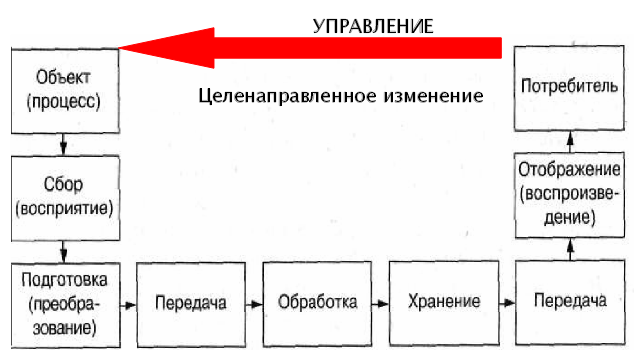 УПРАВЛЕНИЕ
Объект
(процесс)
Целенаправленное изменение
Потребитель
Сбор
(восприятие)
Отображение
(воспроизве-
дение)
Подготовка
(преобра-
зование)
Передача
Обработка
Хранение
Передача